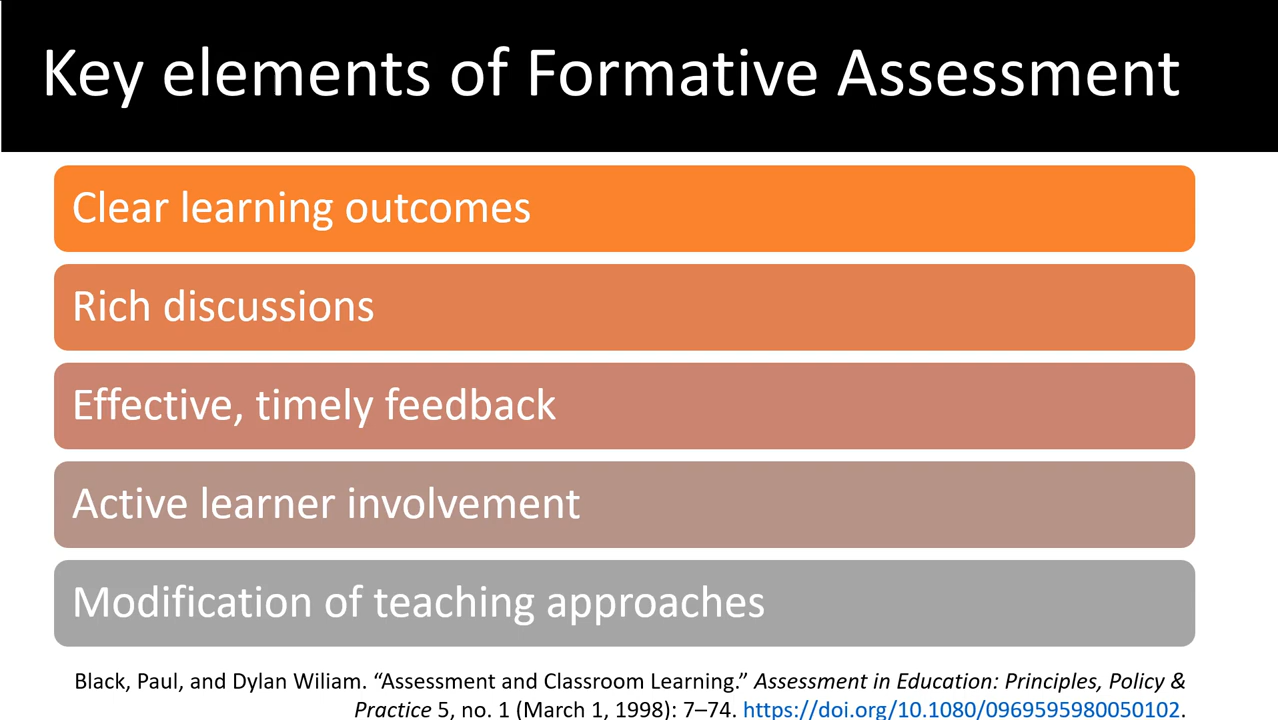 Key elements of Formative Assessment
Clear learning outcomes
Rich discussions
Effective, timely feedback
Active learner involvement
Modification of teaching approaches
Black, Paul, and Dylan Wiliam. “Assessment and Classroom Learning.” Assessment in Education: Principles, Policy &
Practice 5, no. 1 (March 1, 1998): 7–74. https://doi.org/10.1080/0969595980050102.